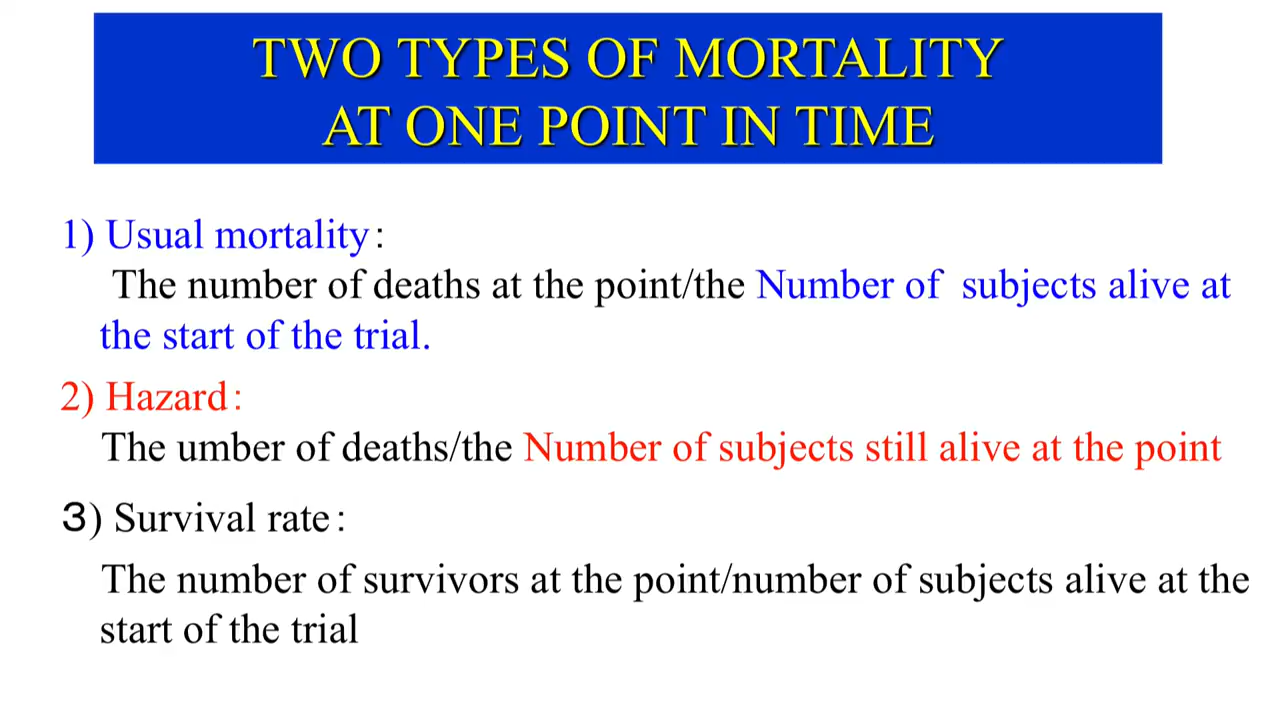 TWO TYPES OF MORTALITY
AT ONE POINT IN TIME
1) Usual mortality:
The number of deaths at the point/the Number of subjects alive at
the start of the trial.
2) Hazard:
The umber of deaths/the Number of subjects still alive at the point
3) Survival rate:
The number of survivors at the point/number of subjects alive at the
start of the trial